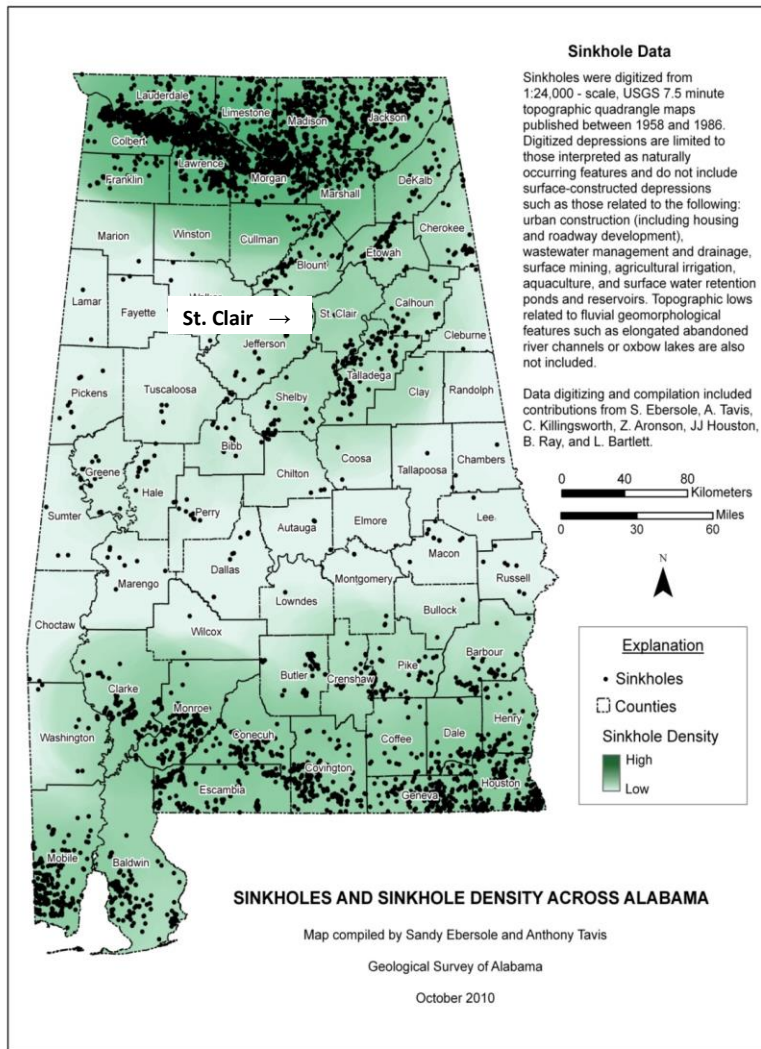 Sinkhole Data
Sinkholes were digitized from
1:24,000 - scale, USGS 7.5 minute
topographic quadrangle maps
published between 1958 and 1986.
Digitized depressions are limited to
those interpreted as naturally
occurring features and do not include
surface-constructed depressions
such as those related to the following:
urban construction (including housing
and roadway development),
wastewater management and drainage,
surface mining, agricultural irrigation,
aquaculture, and surface water retention
ponds and reservoirs. Topographic lows
related to fluvial geomorphological
features such as elongated abandoned
river channels or oxbow lakes are also
not included.
Data digitizing and compilation included
contributions from S. Ebersole, A. Tavis,
C. Killingsworth, Z. Aronson, JJ Houston,
B. Ray, and L. Bartlett.
0 40 80
Kilometers
Miles
0 30 60
N
Explanation
Sinkholes
Counties
Sinkhole Density
High
Low
Lauderdale
Limestone
Madison
Jackson
Colbert
Lawrence
Franklin
Morgan
Marshall
DeKalb
Marion
Winston
Cullman
Cherokee
Etowah
Blount
Lamar
Fayette
St. Clair →
St. Clair
Calhoun
Jefferson
Cleburne
Talladega
Pickens
Tuscaloosa
Shelby
Clay
Randolph
Bibb
Greene
Hale
Chilton
Coosa
Tallapoosa
Chambers
Sumter
Perry
Autauga
Elmore
Lee
Macon
Marengo
Dallas
Montgomery
Russell
Lowndes
Choctaw
Bullock
Wilcox
Barbour
Clarke
Butler
Crenshaw
Pike
Monroe
Washington
Conecuh
Coffee
Dale
Henry
Covington
Escambia
Geneva
Houston
Mobile
Baldwin
SINKHOLES AND SINKHOLE DENSITY ACROSS ALABAMA
Map compiled by Sandy Ebersole and Anthony Tavis
Geological Survey of Alabama
October 2010